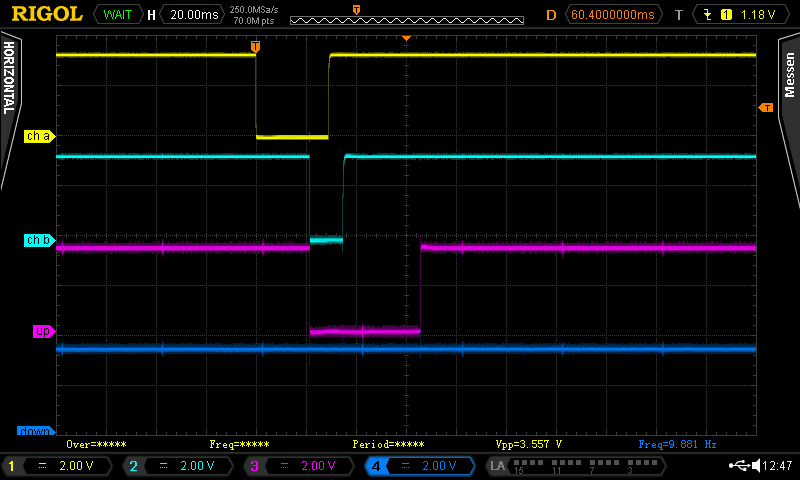 RIGOL WAIT H 20.00ms 250.0MSa/s 70.0M pts T D 60.4000000ms T 1 1.18 V
HORIZONTAL
Messen
T
T
ch a
ch b
up
down
Over=***** Freq=***** Period=***** Vpp=3.557 V Freq=9.881 Hz
1 = 2.00 V 2 = 2.00 V 3 = 2.00 V 4 = 2.00 V LA 15 11 7 3 12:47